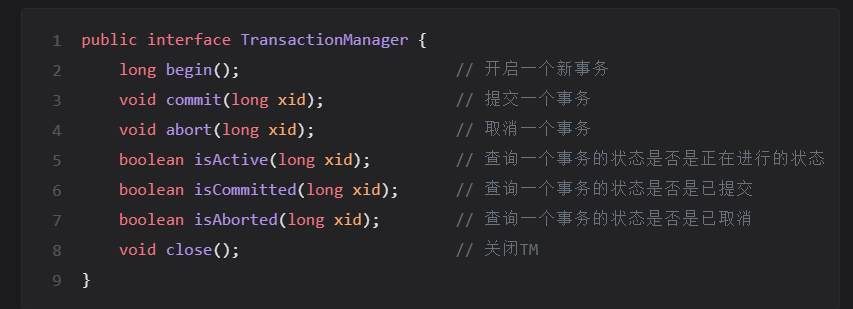 1 public interface TransactionManager {
2 long begin(); // 开启一个新事务
3 void commit(long xid); // 提交一个事务
4 void abort(long xid); // 取消一个事务
5 boolean isActive(long xid); // 查询一个事务的状态是否是正在进行的状态
6 boolean isCommitted(long xid); // 查询一个事务的状态是否是已提交
7 boolean isAborted(long xid); // 查询一个事务的状态是否是已取消
8 void close(); // 关闭TM
9 }